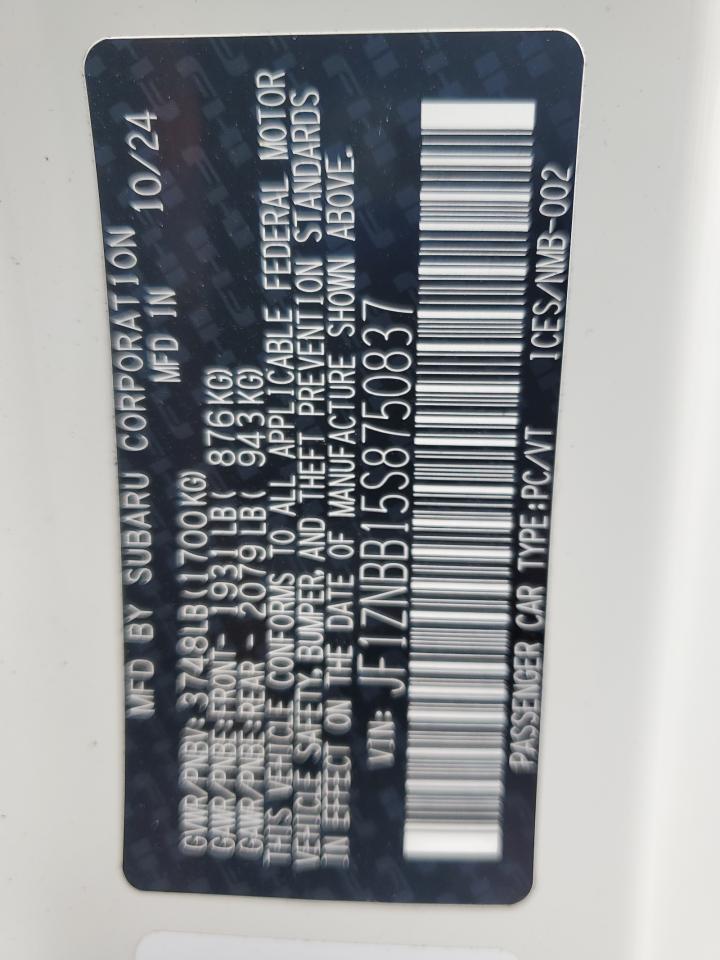 MFD BY SUBARU CORPORATION
MFD IN 10/24
GVWR/PNBV: 3748LB(1700KG)
GAWR/PNBE:FRONT- 1931LB( 876KG)
GAWR/PNBE:REAR - 2079LB( 943KG)
THIS VEHICLE CONFORMS TO ALL APPLICABLE FEDERAL MOTOR
VEHICLE SAFETY, BUMPER, AND THEFT PREVENTION STANDARDS
IN EFFECT ON THE DATE OF MANUFACTURE SHOWN ABOVE.
VIN: JF1ZNBB15S8750837
PASSENGER CAR TYPE:PC/VT ICES/NMB-002